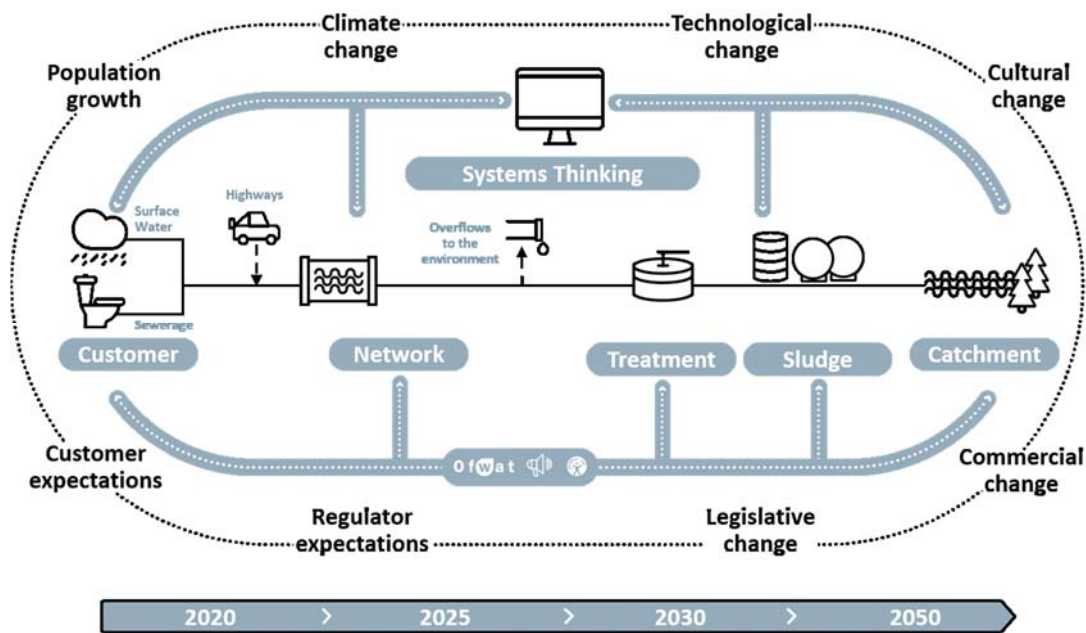 Climate
change
Technological
change
Population
growth
Cultural
change
Systems Thinking
Surface
Water
Highways
Overflows
to the
environment
Sewerage
Customer
Network
Treatment
Sludge
Catchment
Ofwat
Customer
expectations
Commercial
change
Regulator
expectations
Legislative
change
2020 > 2025 > 2030 > 2050